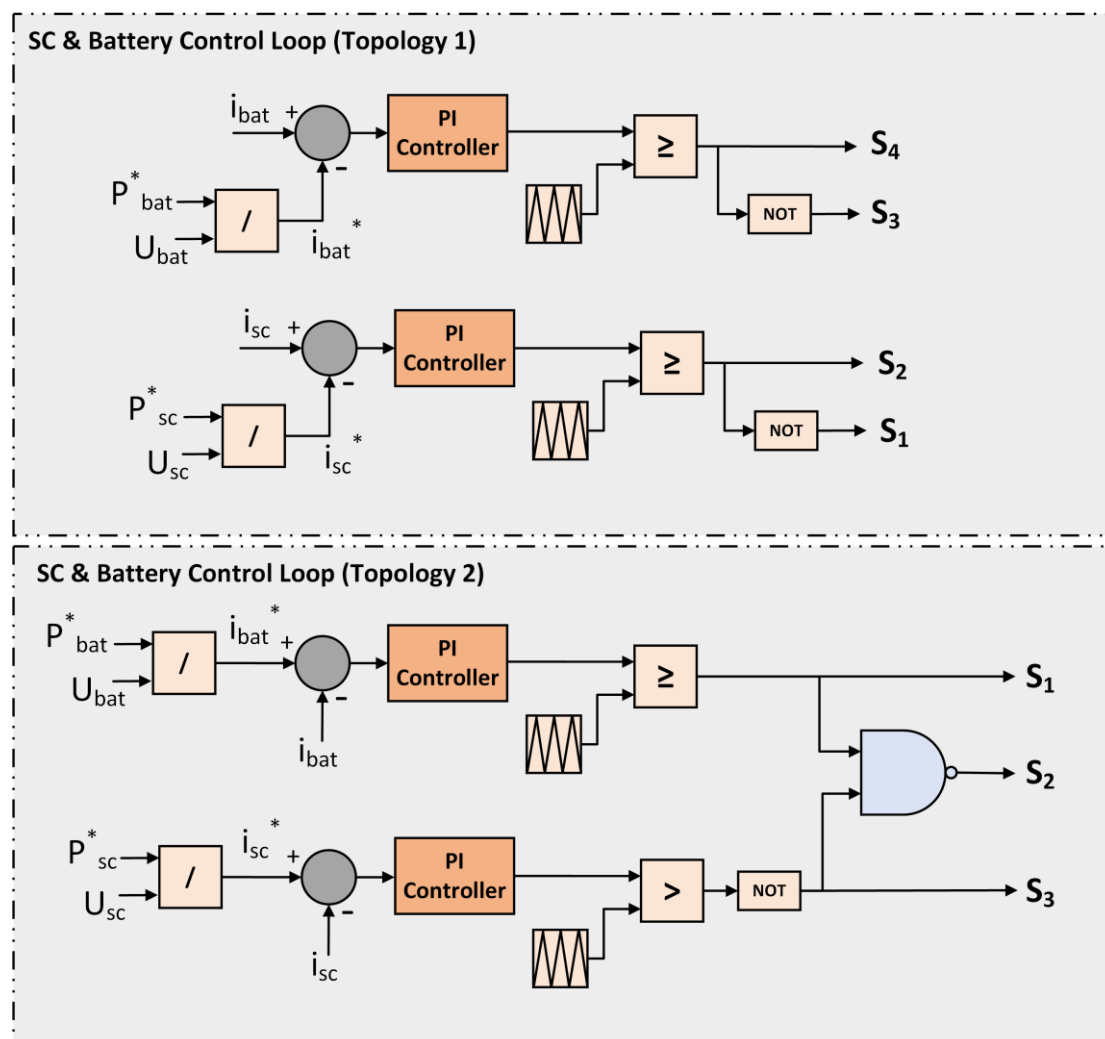 SC & Battery Control Loop (Topology 1)
i_bat + PI Controller ≥ S_4
-
P*_bat
/ NOT S_3
U_bat i_bat*
i_sc + PI Controller ≥ S_2
-
P*_sc
/ NOT S_1
U_sc i_sc*
SC & Battery Control Loop (Topology 2)
P*_bat / i_bat* + PI Controller ≥ S_1
U_bat -
i_bat
S_2
P*_sc / i_sc* + PI Controller > NOT S_3
U_sc -
i_sc